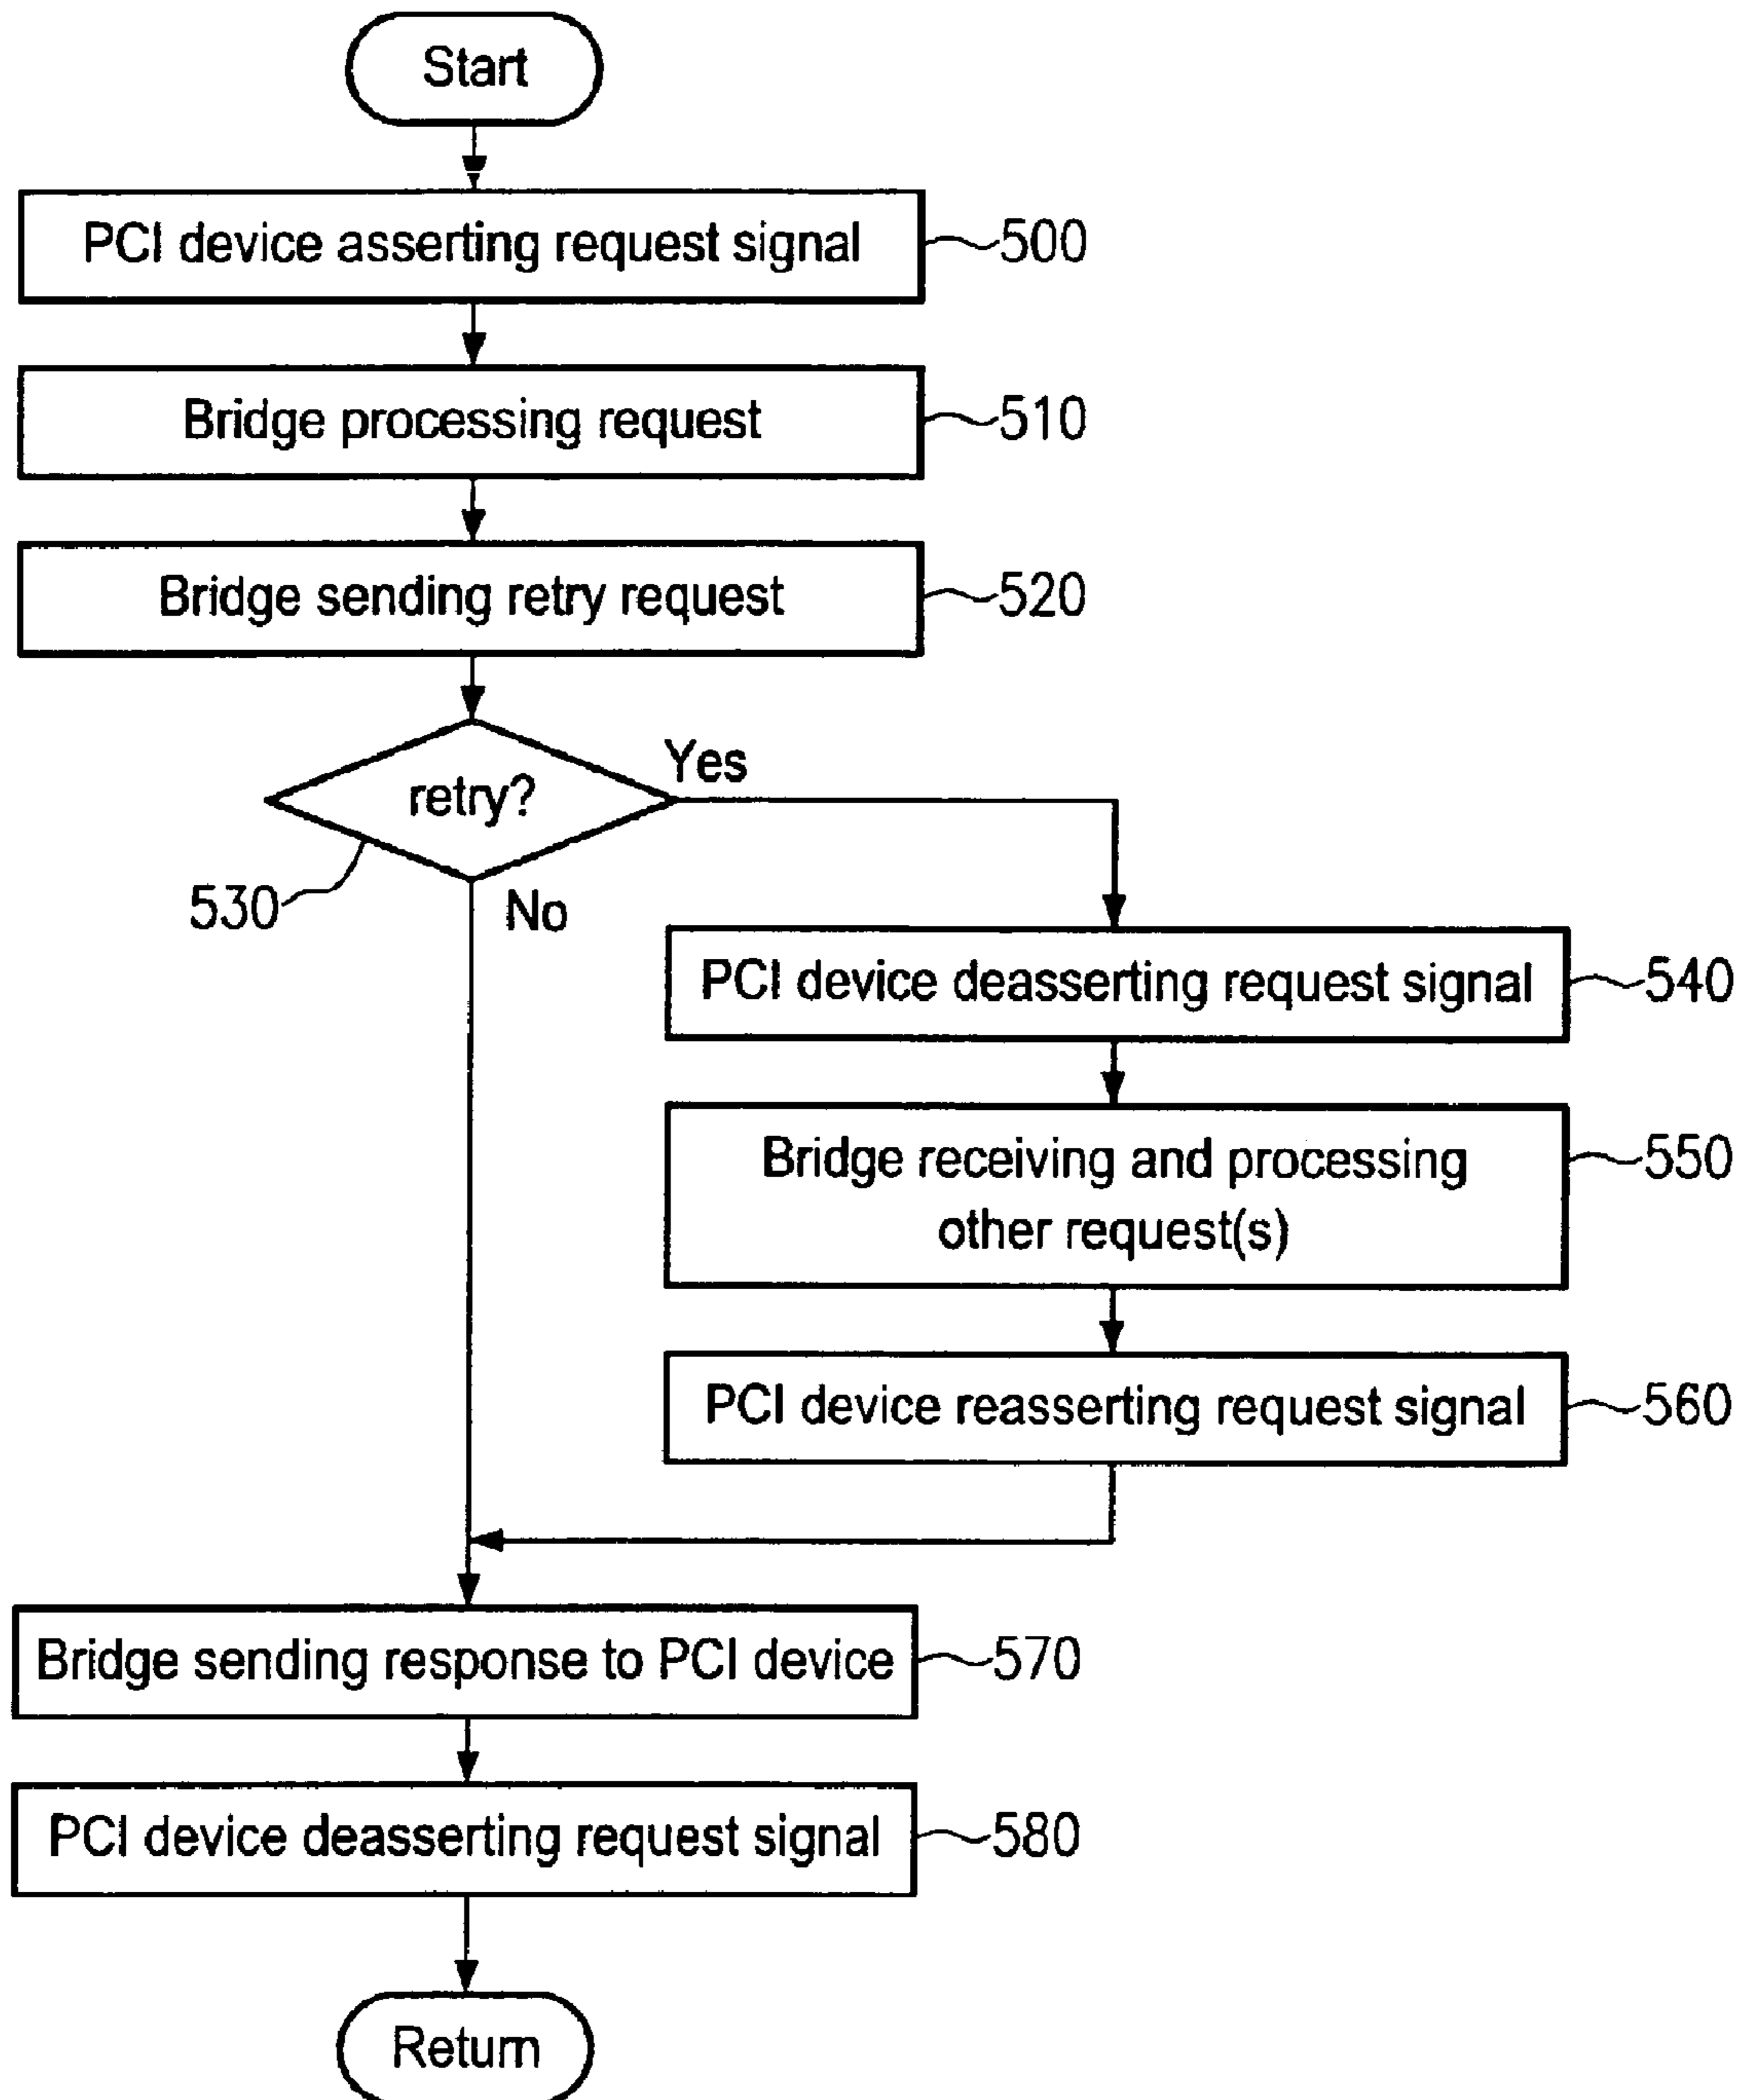 Start
PCI device asserting request signal
500
Bridge processing request
510
Bridge sending retry request
520
retry?
Yes
530
No
PCI device deasserting request signal
540
Bridge receiving and processing
other request(s)
550
PCI device reasserting request signal
560
Bridge sending response to PCI device
570
PCI device deasserting request signal
580
Return